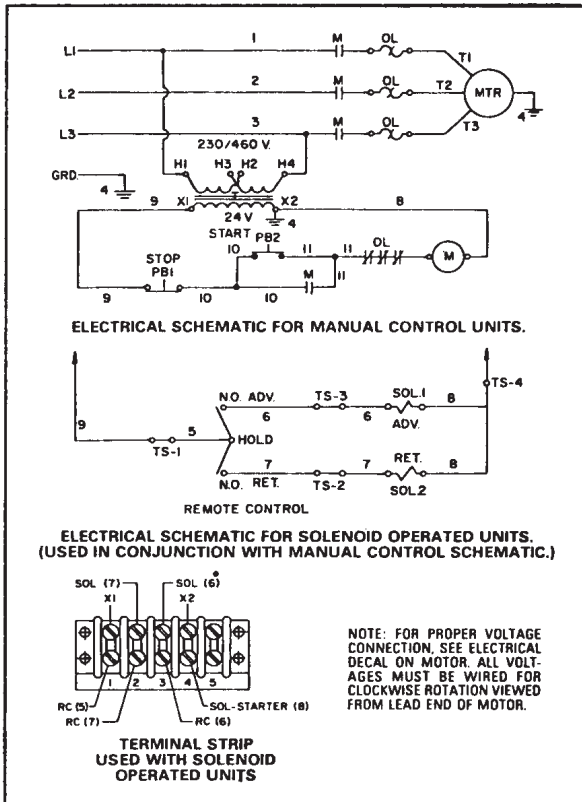 1 M OL
L1 T1
2 M OL
L2 T2 MTR
3 M OL 4
L3 T3
230/460 V.
H1 H3 H2 H4
GRD.
4
9 X1 X2 8
24V 4
START
PB2 OL
STOP 10 11 11
PB1 M 11 M
9 10 10
ELECTRICAL SCHEMATIC FOR MANUAL CONTROL UNITS.
TS-4
N.O. ADV. TS-3 SOL.1 8
6 6
9 5 ADV.
HOLD
TS-1 RET.
7 7 8
N.O. RET. TS-2 SOL.2
REMOTE CONTROL
ELECTRICAL SCHEMATIC FOR SOLENOID OPERATED UNITS.
(USED IN CONJUNCTION WITH MANUAL CONTROL SCHEMATIC.)
SOL (7) SOL (6)
X1 X2
1 2 3 4 5
RC (5) SOL-STARTER (8)
RC (7) RC (6)
TERMINAL STRIP
USED WITH SOLENOID
OPERATED UNITS
NOTE: FOR PROPER VOLTAGE
CONNECTION, SEE ELECTRICAL
DECAL ON MOTOR. ALL VOLT-
AGES MUST BE WIRED FOR
CLOCKWISE ROTATION VIEWED
FROM LEAD END OF MOTOR.